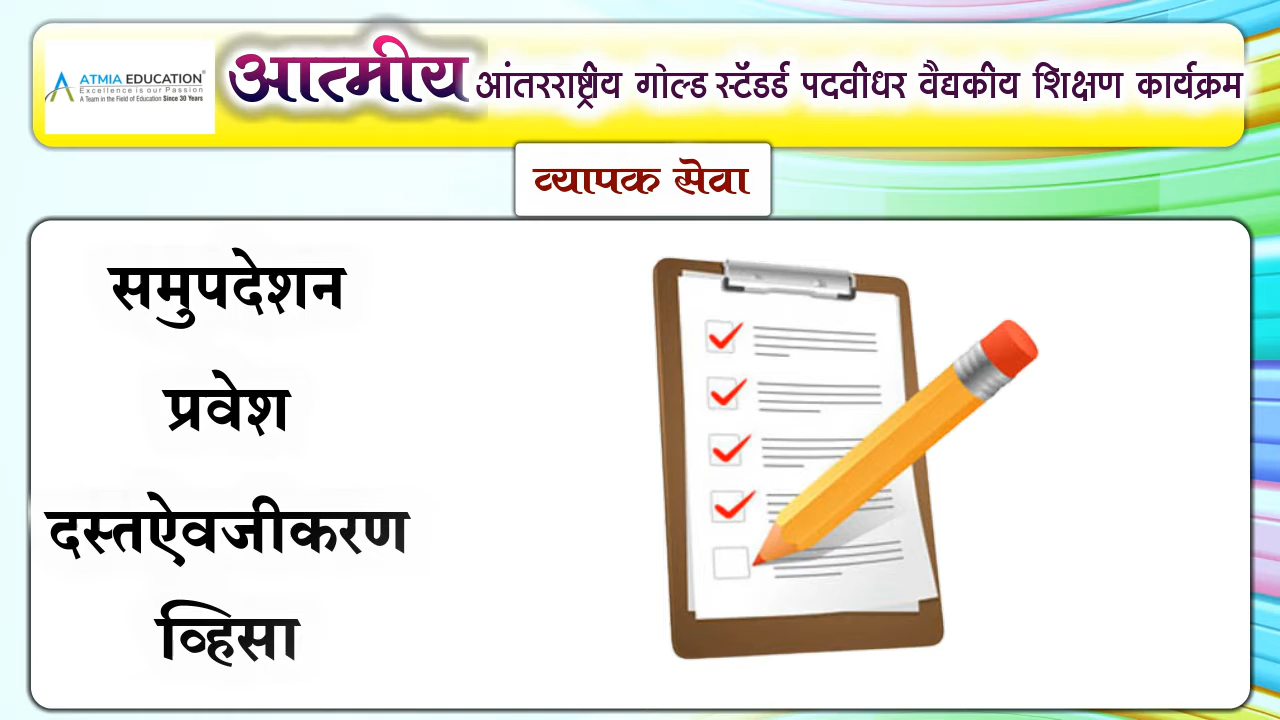 ATMIA EDUCATION®
Excellence is our Passion
A Team in the Field of Education Since 30 Years
आत्मीय आंतरराष्ट्रीय गोल्ड स्टॅडर्ड पदवीधर वैद्यकीय शिक्षण कार्यक्रम
व्यापक सेवा
समुपदेशन
प्रवेश
दस्तऐवजीकरण
व्हिसा